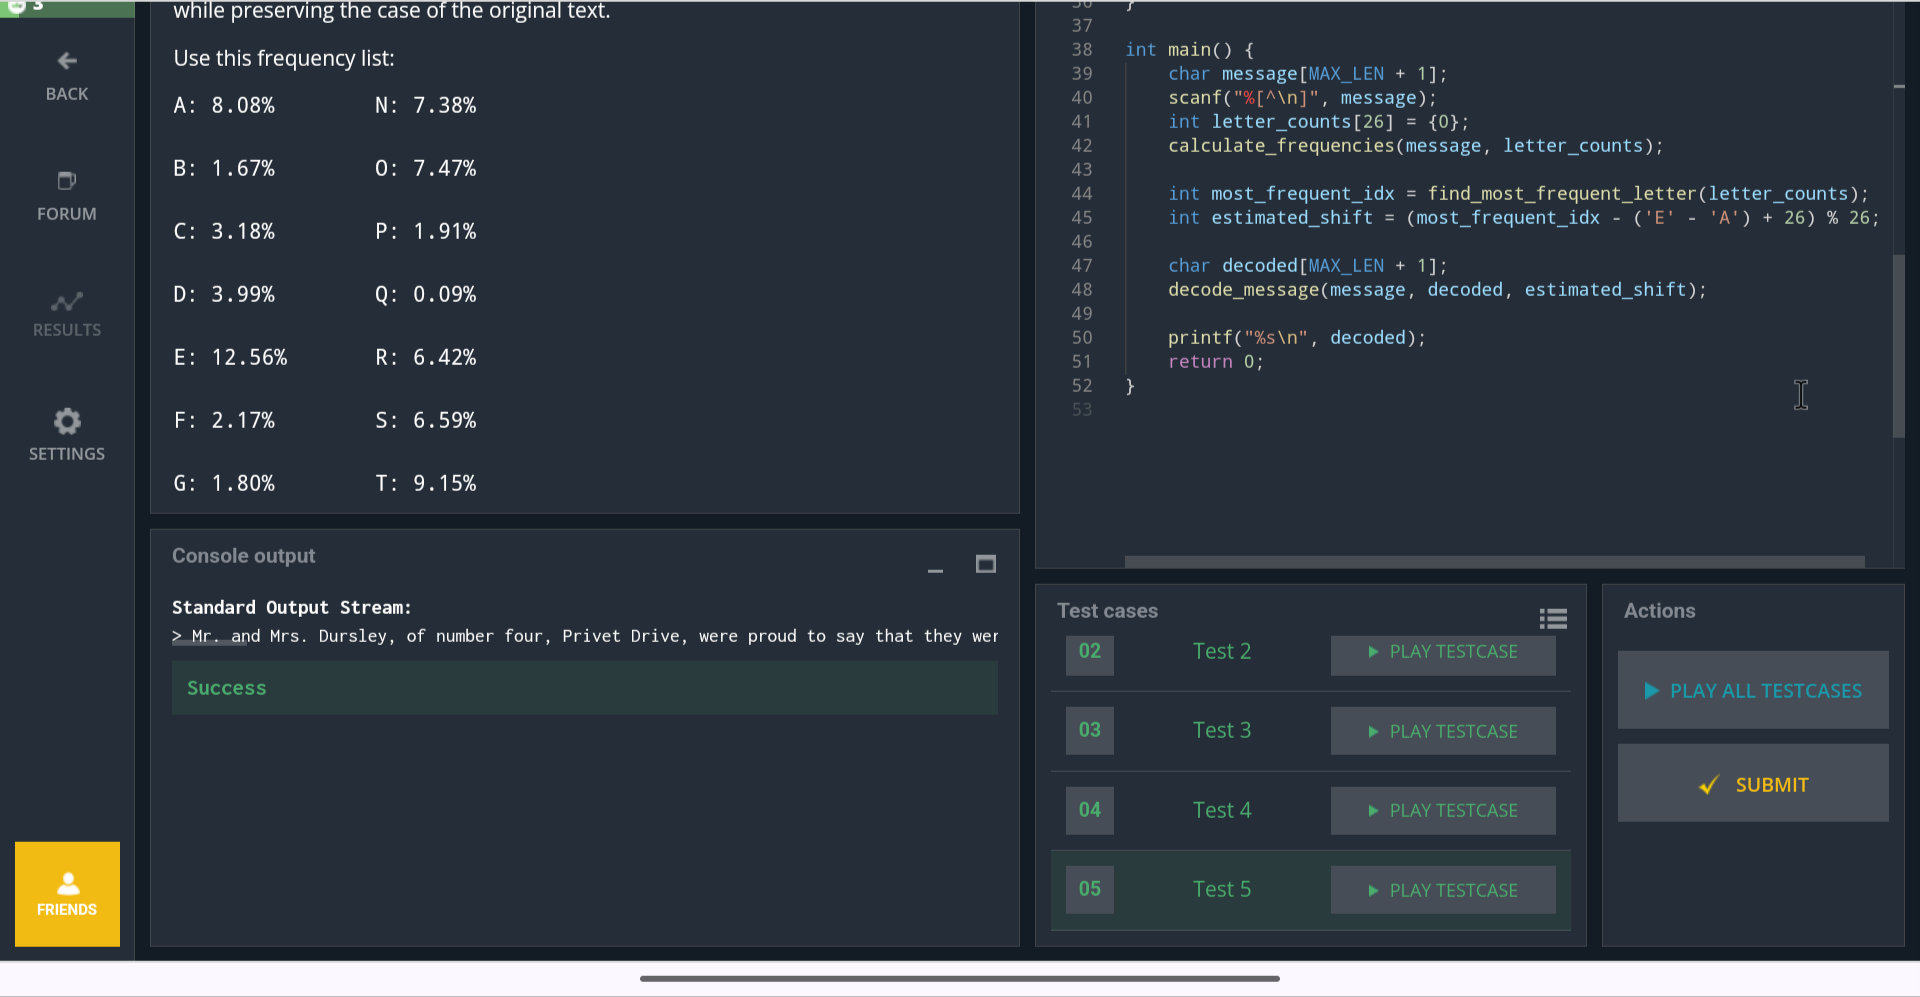 3
BACK
FORUM
RESULTS
SETTINGS
FRIENDS
while preserving the case of the original text.
Use this frequency list:
A: 8.08% N: 7.38%
B: 1.67% O: 7.47%
C: 3.18% P: 1.91%
D: 3.99% Q: 0.09%
E: 12.56% R: 6.42%
F: 2.17% S: 6.59%
G: 1.80% T: 9.15%
Console output
Standard Output Stream:
> Mr. and Mrs. Dursley, of number four, Privet Drive, were proud to say that they wer
Success
36 }
37
38 int main() {
39 char message[MAX_LEN + 1];
40 scanf("%[^\n]", message);
41 int letter_counts[26] = {0};
42 calculate_frequencies(message, letter_counts);
43
44 int most_frequent_idx = find_most_frequent_letter(letter_counts);
45 int estimated_shift = (most_frequent_idx - ('E' - 'A') + 26) % 26;
46
47 char decoded[MAX_LEN + 1];
48 decode_message(message, decoded, estimated_shift);
49
50 printf("%s\n", decoded);
51 return 0;
52 }
53
Test cases
02 Test 2 PLAY TESTCASE
03 Test 3 PLAY TESTCASE
04 Test 4 PLAY TESTCASE
05 Test 5 PLAY TESTCASE
Actions
PLAY ALL TESTCASES
SUBMIT